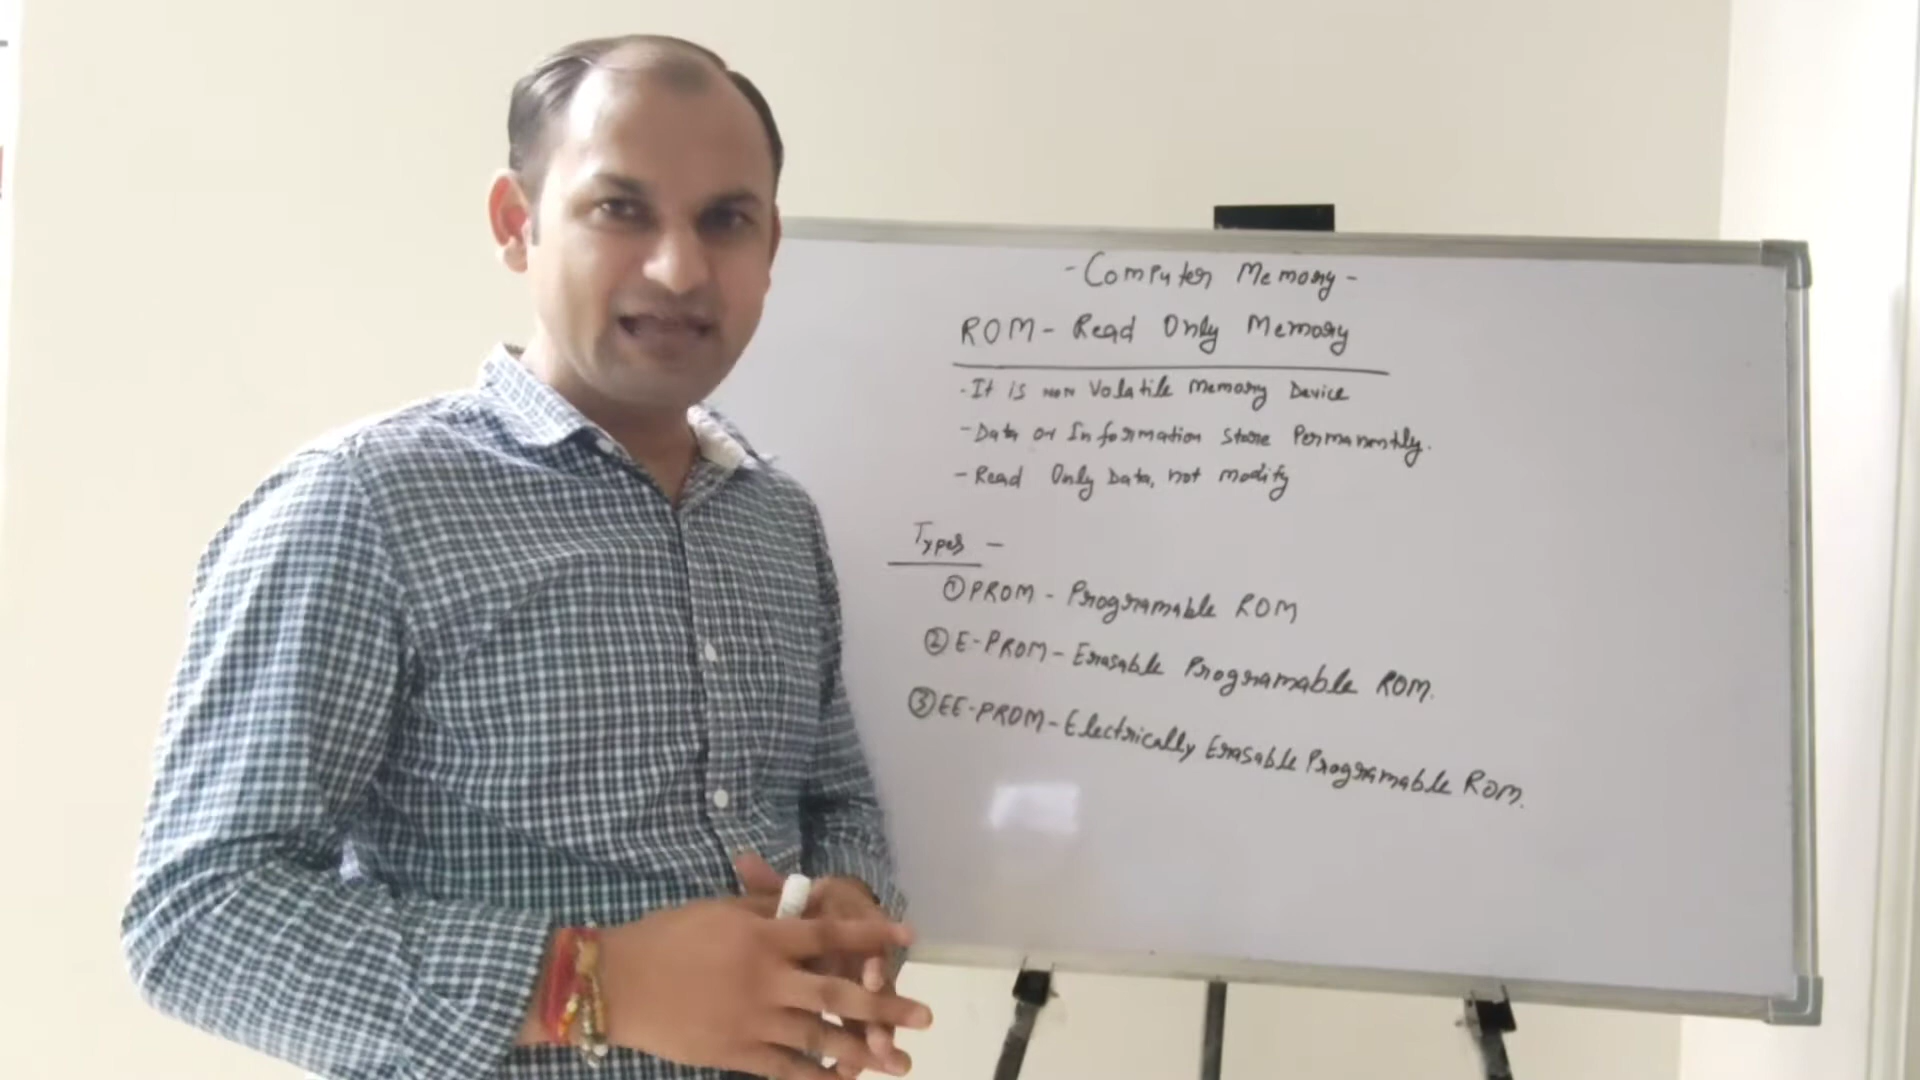 - Computer Memory -
ROM - Read Only Memory
- It is non Volatile Memory Device
- Data or Information Store Permanently.
- Read Only Data, not modify
Types -
① PROM - Programable ROM
② E-PROM - Erasable Programable ROM.
③ EE-PROM - Electrically Erasable Programable ROM.